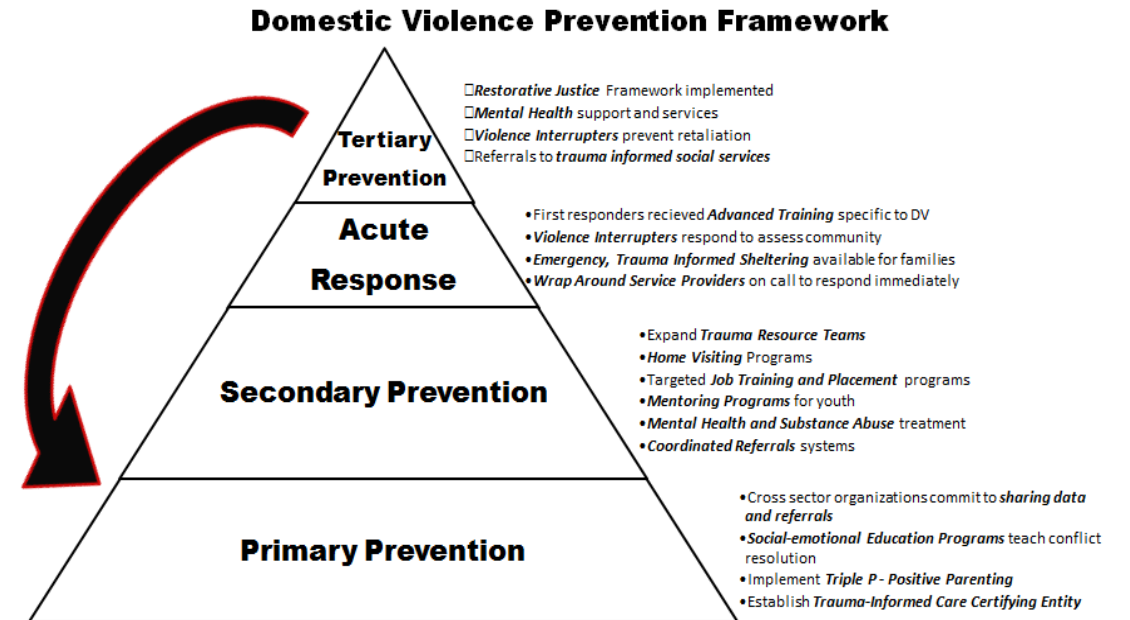 Domestic Violence Prevention Framework
Tertiary
Prevention
□Restorative Justice Framework implemented
□Mental Health support and services
□Violence Interrupters prevent retaliation
□Referrals to trauma informed social services
Acute
Response
•First responders recieved Advanced Training specific to DV
•Violence Interrupters respond to assess community
•Emergency, Trauma Informed Sheltering available for families
•Wrap Around Service Providers on call to respond immediately
Secondary Prevention
•Expand Trauma Resource Teams
•Home Visiting Programs
•Targeted Job Training and Placement programs
•Mentoring Programs for youth
•Mental Health and Substance Abuse treatment
•Coordinated Referrals systems
Primary Prevention
•Cross sector organizations commit to sharing data
and referrals
•Social-emotional Education Programs teach conflict
resolution
•Implement Triple P - Positive Parenting
•Establish Trauma-Informed Care Certifying Entity